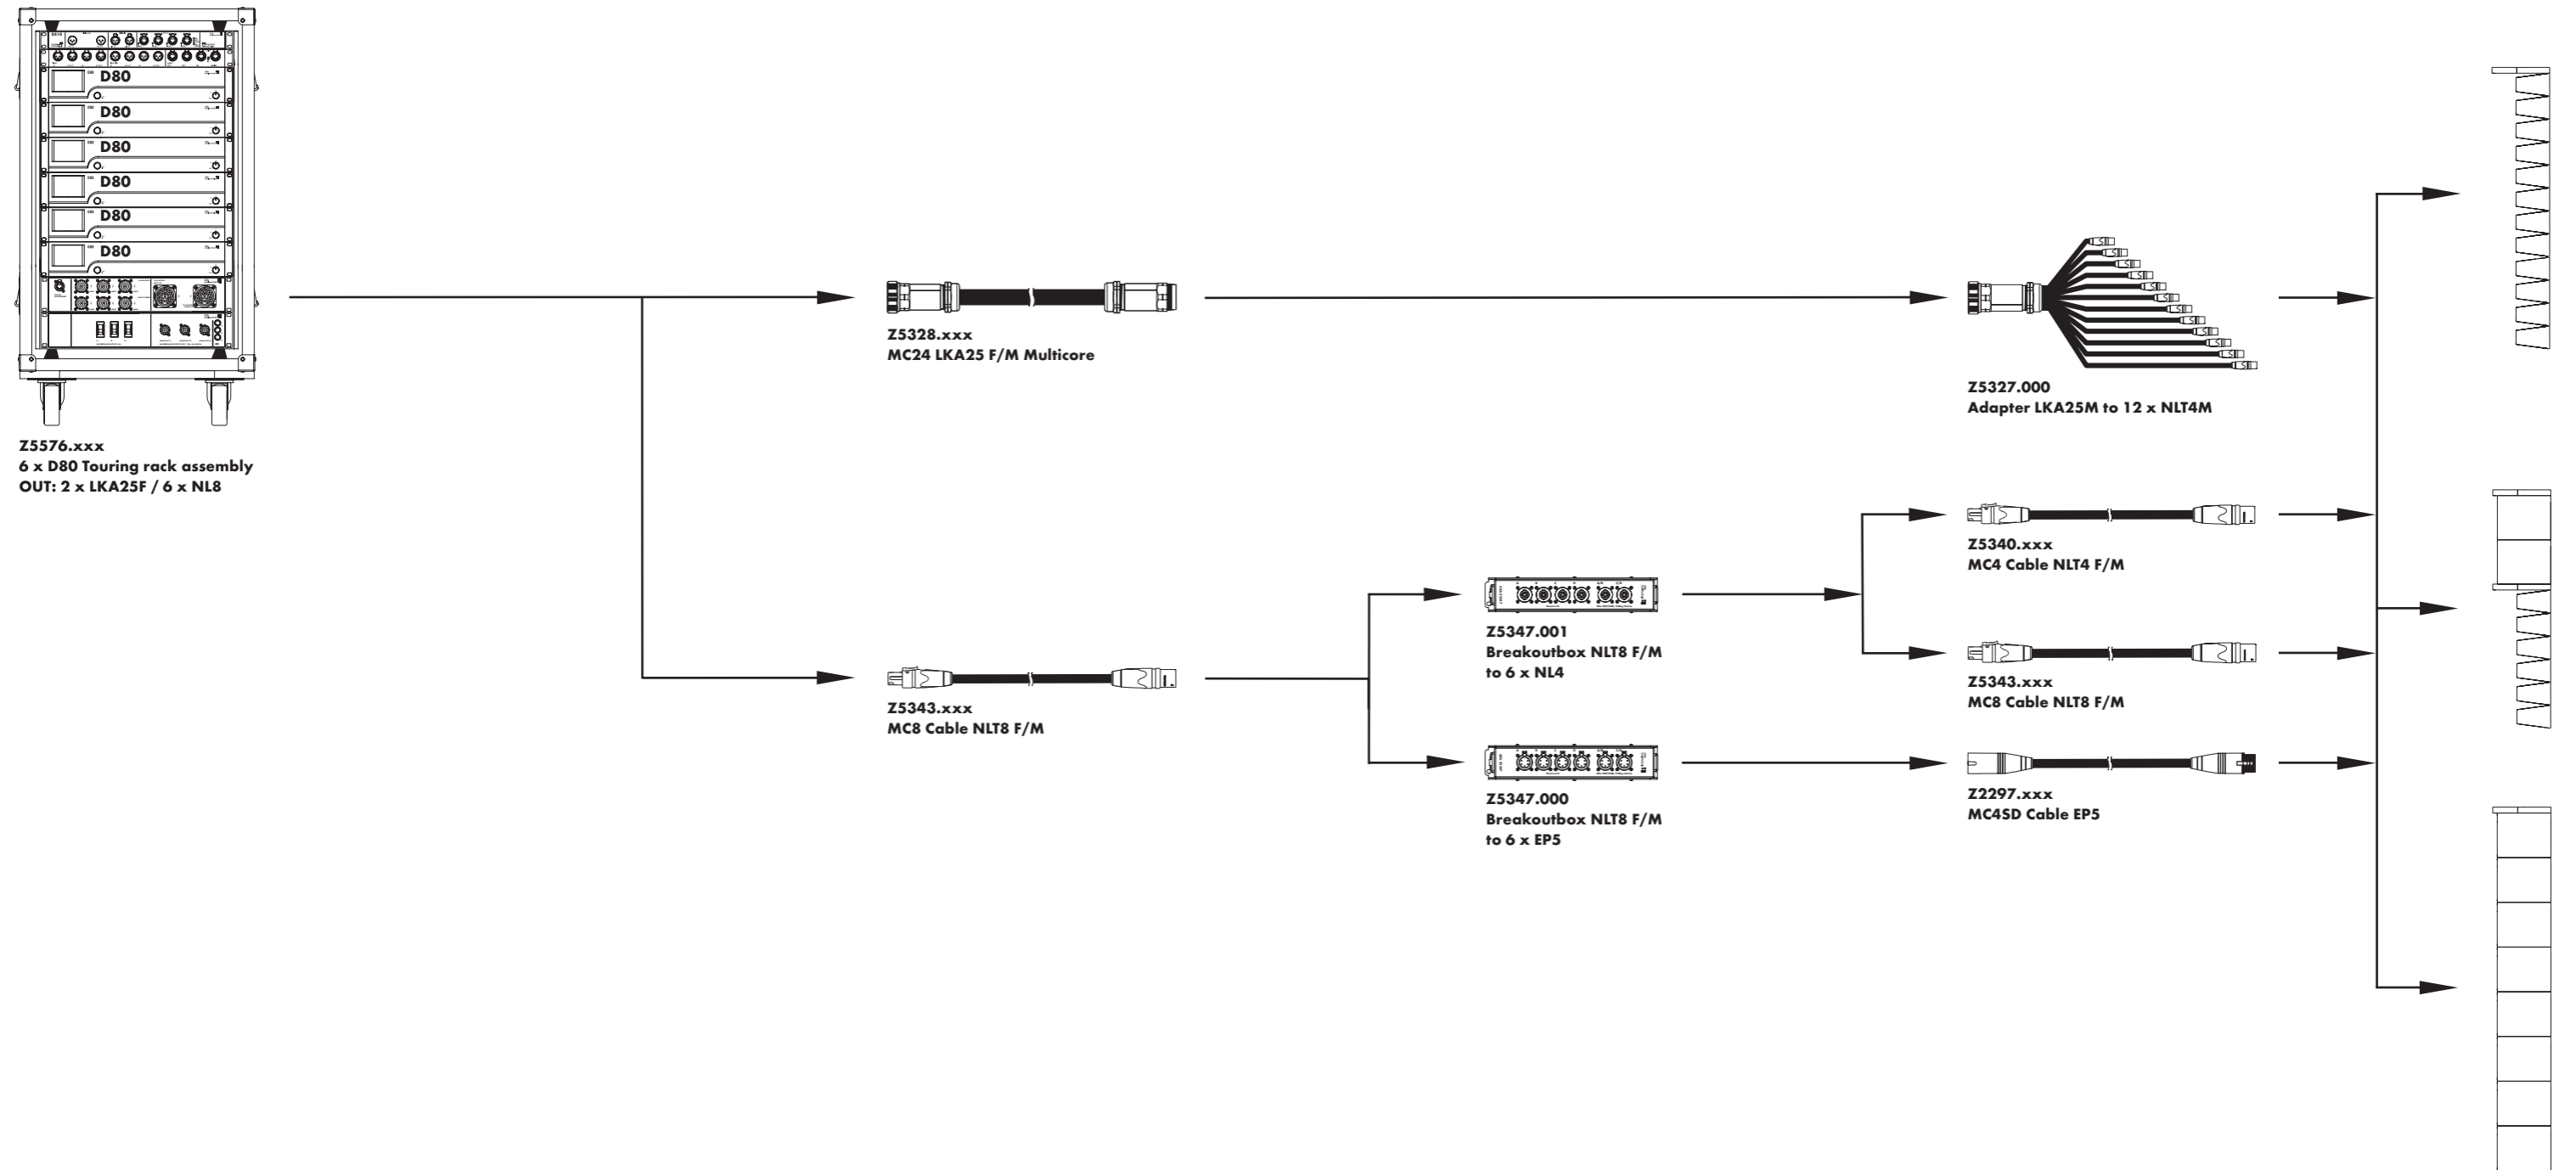 D80
D80
D80
D80
D80
D80
Z5576.xxx
6 x D80 Touring rack assembly
OUT: 2 x LKA25F / 6 x NL8
Z5328.xxx
MC24 LKA25 F/M Multicore
Z5327.000
Adapter LKA25M to 12 x NLT4M
Z5343.xxx
MC8 Cable NLT8 F/M
Z5347.001
Breakoutbox NLT8 F/M
to 6 x NL4
Z5347.000
Breakoutbox NLT8 F/M
to 6 x EP5
Z5340.xxx
MC4 Cable NLT4 F/M
Z5343.xxx
MC8 Cable NLT8 F/M
Z2297.xxx
MC4SD Cable EP5